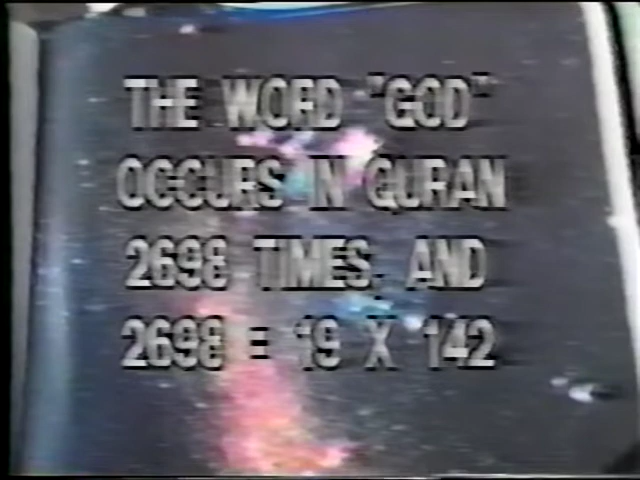 THE WORD "GOD"
OCCURS IN QURAN
2698 TIMES, AND
2698 = 19 X 142